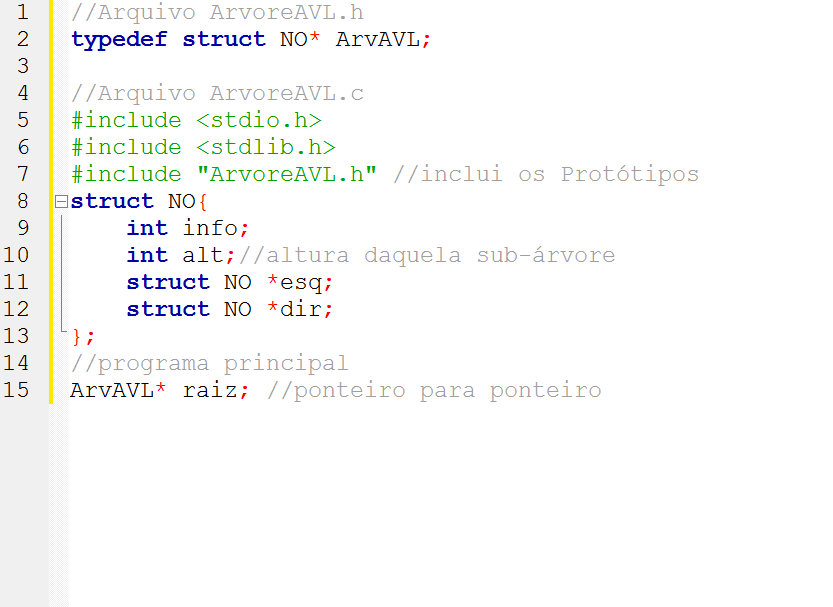 1 //Arquivo ArvoreAVL.h
2 typedef struct NO* ArvAVL;
3
4 //Arquivo ArvoreAVL.c
5 #include <stdio.h>
6 #include <stdlib.h>
7 #include "ArvoreAVL.h" //inclui os Protótipos
8 struct NO{
9     int info;
10     int alt;//altura daquela sub-árvore
11     struct NO *esq;
12     struct NO *dir;
13 };
14 //programa principal
15 ArvAVL* raiz; //ponteiro para ponteiro